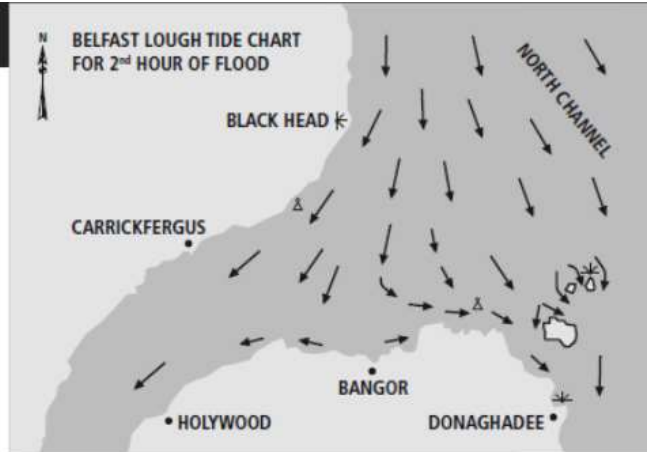 N
BELFAST LOUGH TIDE CHART
FOR 2nd HOUR OF FLOOD
NORTH CHANNEL
BLACK HEAD
CARRICKFERGUS
BANGOR
HOLYWOOD
DONAGHADEE